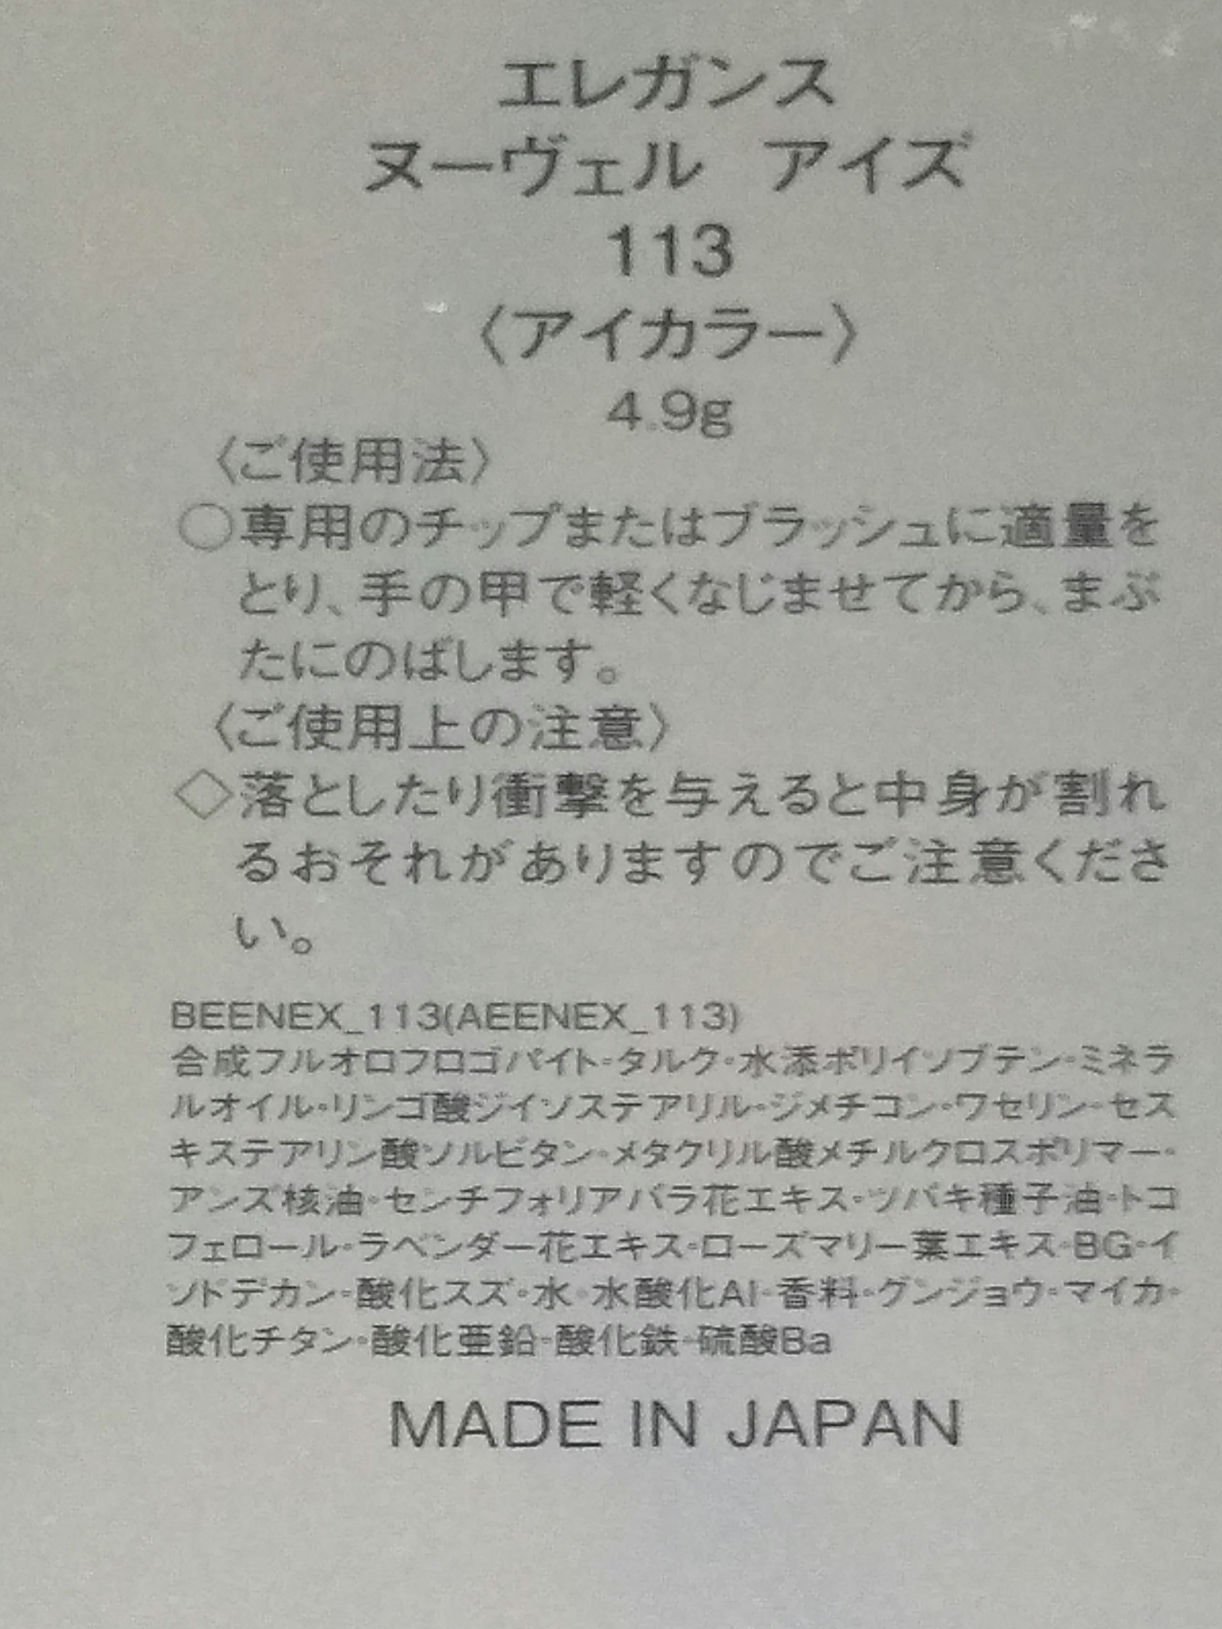 エレガンス
ヌーヴェル アイズ
113
〈アイカラー〉
4.9g
〈ご使用法〉
○専用のチップまたはブラッシュに適量を
とり、手の甲で軽くなじませてから、まぶ
たにのばします。
〈ご使用上の注意〉
◇落としたり衝撃を与えると中身が割れ
るおそれがありますのでご注意くださ
い。
BEENEX_113(AEENEX_113)
合成フルオロフロゴパイト・タルク・水添ポリイソブテン・ミネラ
ルオイル・リンゴ酸ジイソステアリル・ジメチコン・ワセリン・セス
キステアリン酸ソルビタン・メタクリル酸メチルクロスポリマー・
アンズ核油・センチフォリアバラ花エキス・ツバキ種子油・トコ
フェロール・ラベンダー花エキス・ローズマリー葉エキス・BG・イ
ソドデカン・酸化スズ・水・水酸化Al・香料・グンジョウ・マイカ・
酸化チタン・酸化亜鉛・酸化鉄・硫酸Ba
MADE IN JAPAN